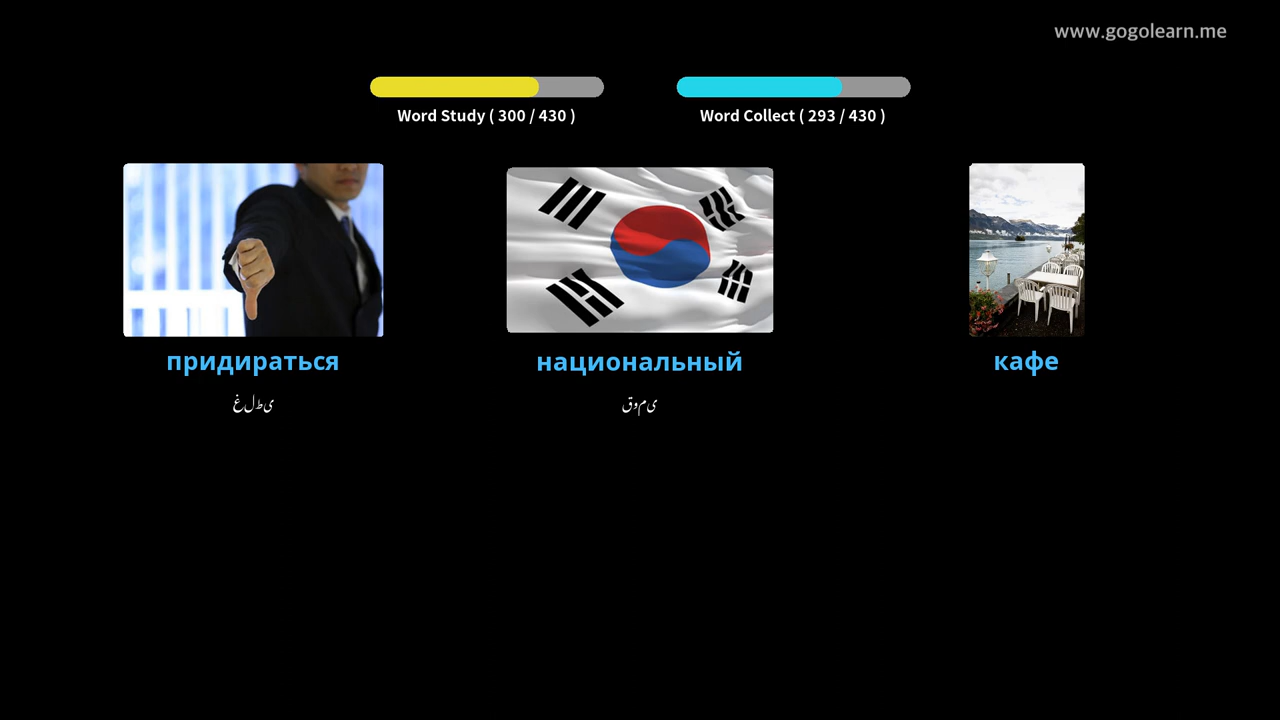 www.gogolearn.me
Word Study ( 300 / 430 )
Word Collect ( 293 / 430 )
придираться
национальный
кафе
غلطی
قومی